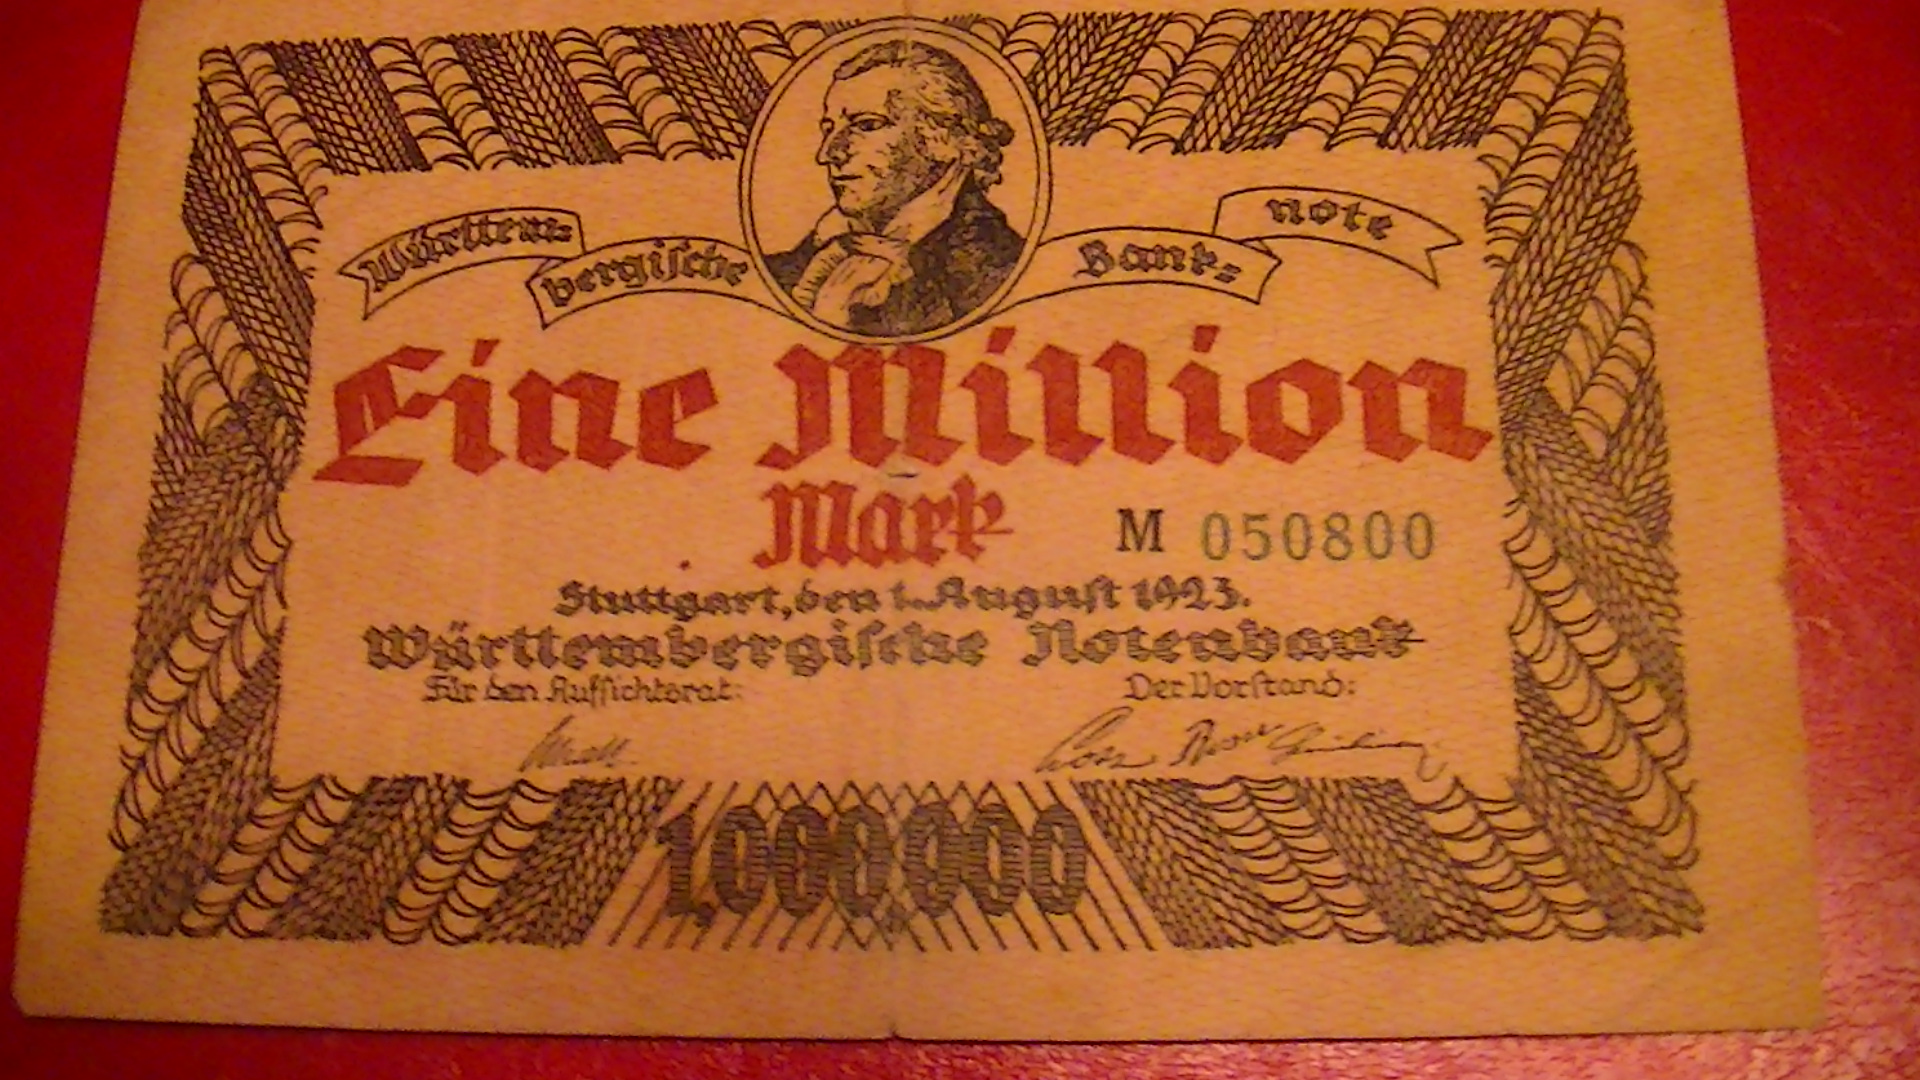 Württem=
bergische
Bank=
note
Eine Million
Mark
M 050800
Stuttgart, den 1. August 1923.
Württembergische Notenbank
Für den Aufsichtsrat: Der Vorstand:
1,000,000